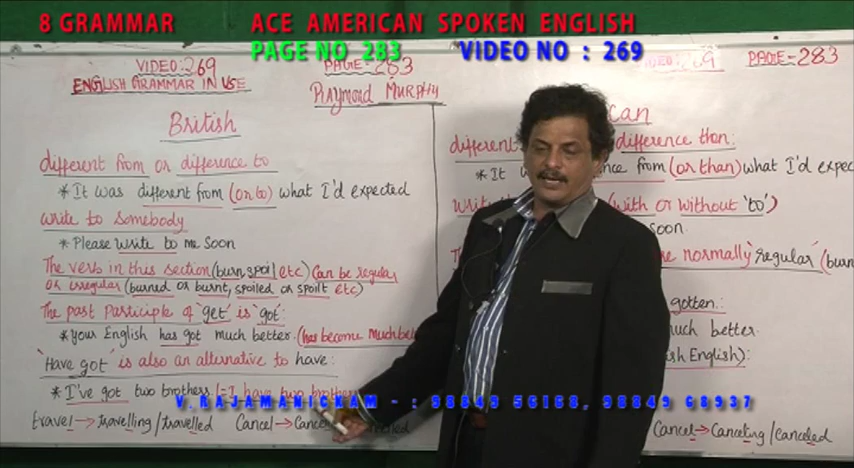 8 GRAMMAR ACE AMERICAN SPOKEN ENGLISH
PAGE NO 283 VIDEO NO : 269
VIDEO:269 PAGE-283
ENGLISH GRAMMAR IN USE
Raymond MURPHY
British
different from or difference to
* It was different from (or to) what I'd expected
write to somebody
* Please write to me soon
The verb in this section (burn, spoil etc) can be regular
or irregular (burned or burnt, spoiled or spoilt etc)
The past participle of 'get' is 'got':
* Your English has got much better. (has become much
'Have got' is also an alternative to have:
* I've got two brothers (=I have two brothers
travel → travelling / travelled Cancel →
269 PAGE-283
can
different difference than:
* It from (or than) what I'd
(with or without 'to')
soon.
normally 'regular'
gotten:
much better.
English):
Cancel → Canceling / canceled
V.RAJAMANICKAM - : 98849 56168, 98849 68937